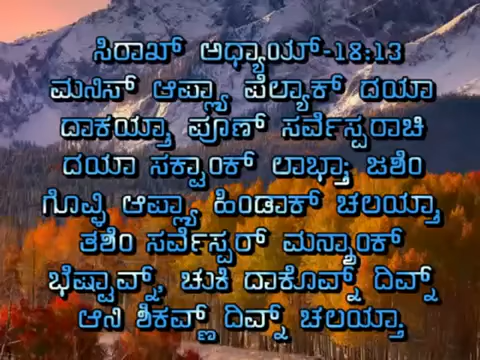 ಸಿರಾಖ್ ಅಧ್ಯಾಯ್-18:13
ಮನಿಸ್ ಆಪ್ಲ್ಯಾ ಪೆಲ್ಯಾಕ್ ದಯಾ
ದಾಕಯ್ತಾ ಪೂಣ್ ಸರ್ವೆಸ್ಪರಾಚಿ
ದಯಾ ಸಕ್ಟಾಂಕ್ ಲಾಭ್ತಾ; ಜಶೆಂ
ಗೊವ್ಳಿ ಆಪ್ಲ್ಯಾ ಹಿಂಡಾಕ್ ಚಲಯ್ತಾ,
ತಶೆಂ ಸರ್ವೆಸ್ಪರ್ ಮನ್ಶ್ಯಾಂಕ್
ಭೆಷ್ಟಾವ್ನ್, ಚುಕಿ ದಾಕೊವ್ನ್ ದಿವ್ನ್
ಆನಿ ಶಿಕವ್ಣ್ ದಿವ್ನ್ ಚಲಯ್ತಾ.